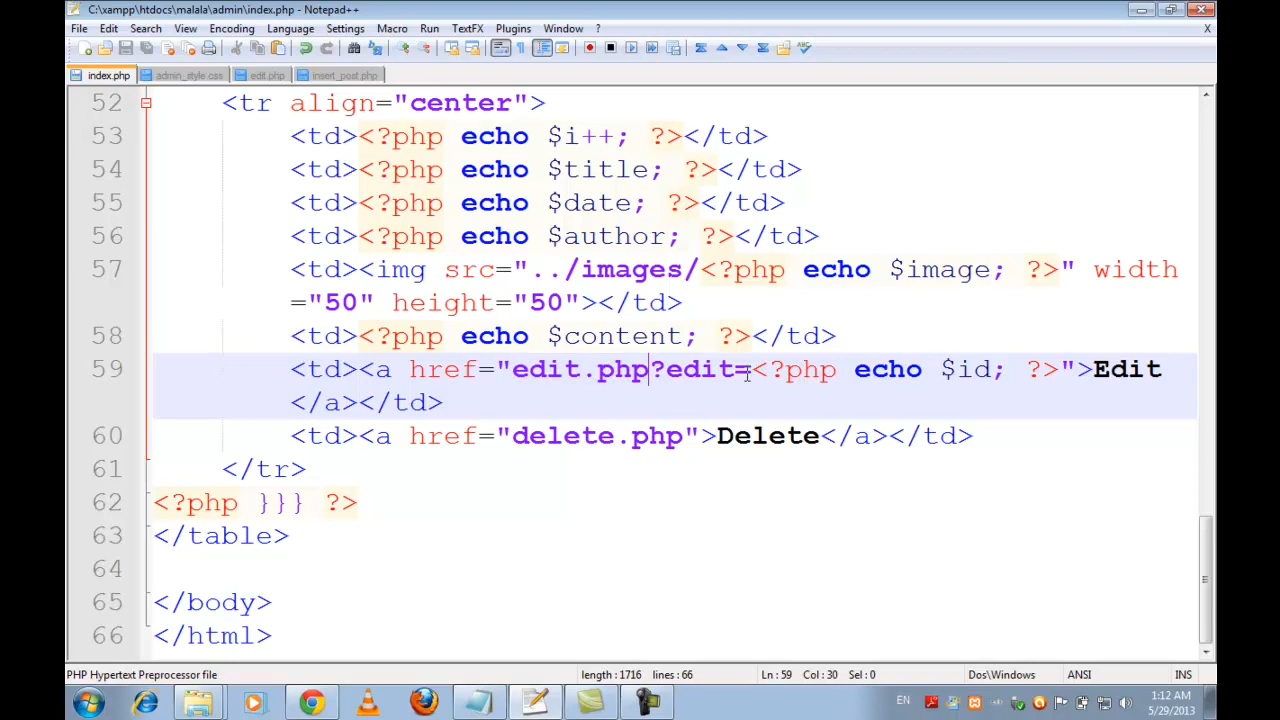 C:\xampp\htdocs\malala\admin\index.php - Notepad++
File Edit Search View Encoding Language Settings Macro Run TextFX Plugins Window ? X
index.php admin_style.css edit.php insert_post.php
52 <tr align="center">
53 <td><?php echo $i++; ?></td>
54 <td><?php echo $title; ?></td>
55 <td><?php echo $date; ?></td>
56 <td><?php echo $author; ?></td>
57 <td><img src="../images/<?php echo $image; ?>" width
="50" height="50"></td>
58 <td><?php echo $content; ?></td>
59 <td><a href="edit.php?edit=<?php echo $id; ?>">Edit
</a></td>
60 <td><a href="delete.php">Delete</a></td>
61 </tr>
62 <?php }}} ?>
63 </table>
64
65 </body>
66 </html>
PHP Hypertext Preprocessor file length : 1716 lines : 66 Ln : 59 Col : 30 Sel : 0 Dos\Windows ANSI INS
EN 1:12 AM
5/29/2013